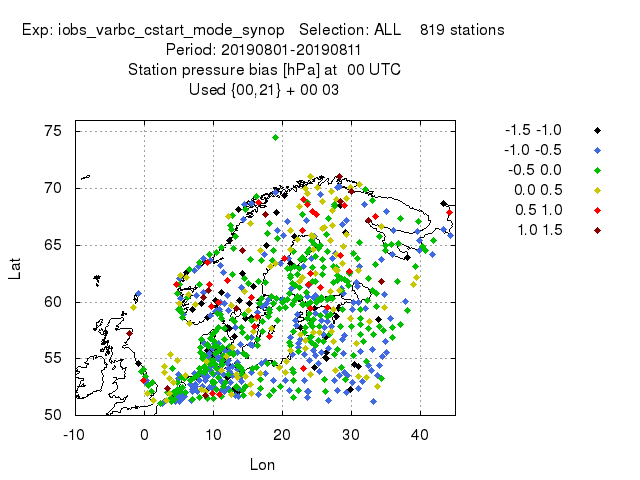 Exp: iobs_varbc_cstart_mode_synop   Selection: ALL    819 stations
Period: 20190801-20190811
Station pressure bias [hPa] at  00 UTC
Used {00,21} + 00 03
-1.5 -1.0
-1.0 -0.5
-0.5 0.0
0.0 0.5
0.5 1.0
1.0 1.5
75
70
65
60
55
50
Lat
-10 0 10 20 30 40
Lon